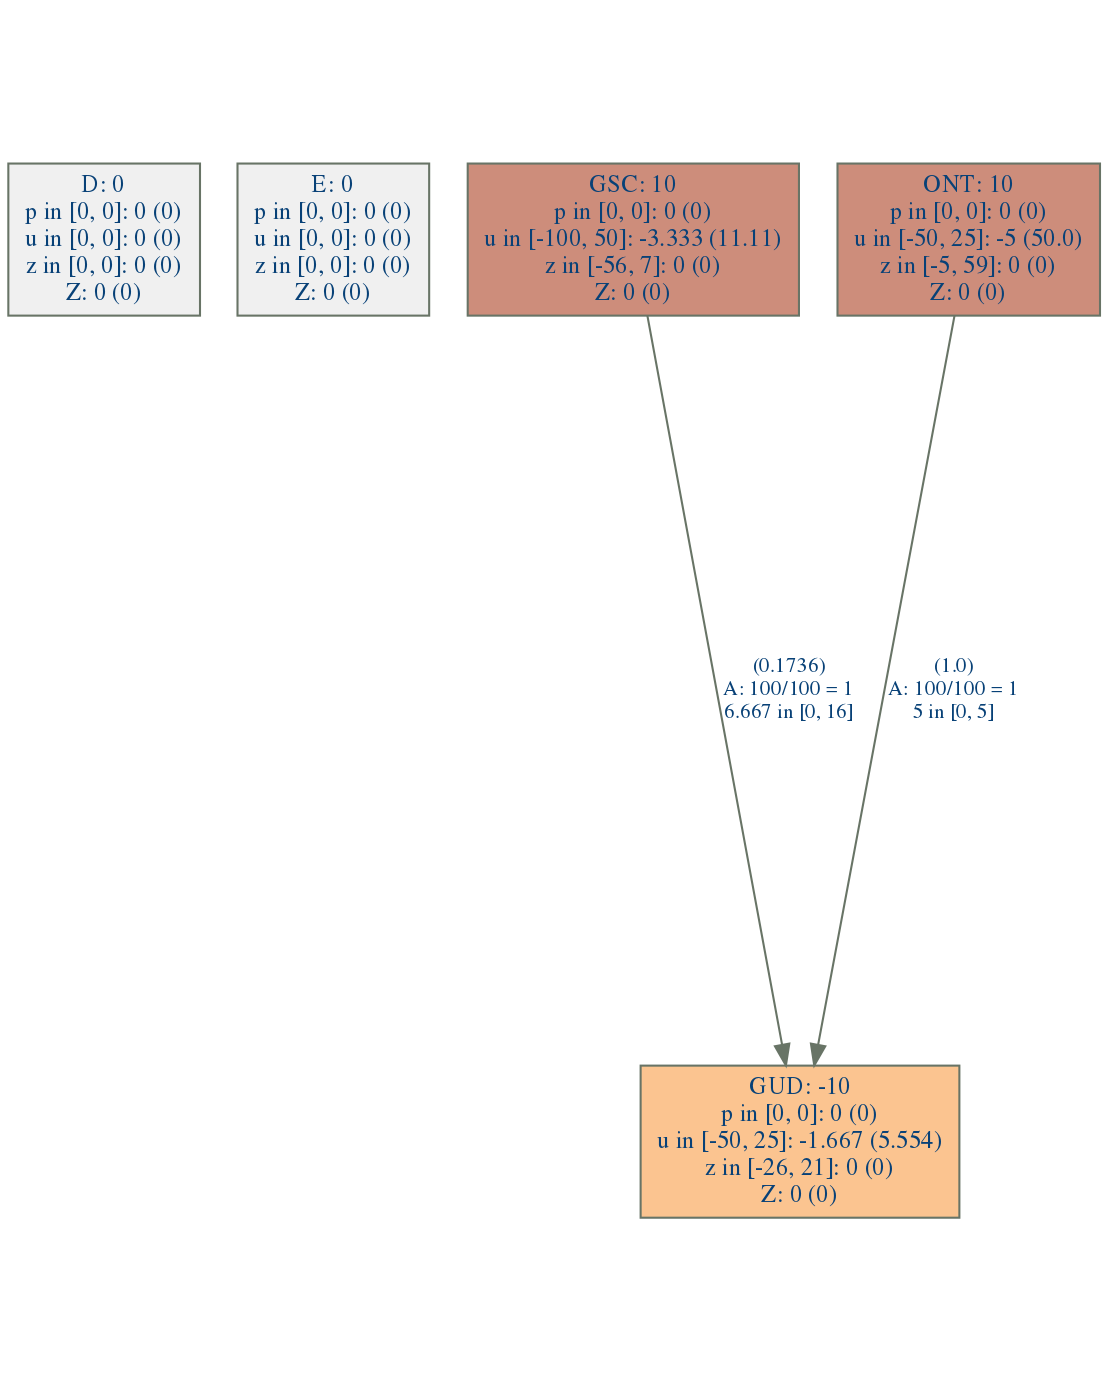 D: 0
p in [0, 0]: 0 (0)
u in [0, 0]: 0 (0)
z in [0, 0]: 0 (0)
Z: 0 (0)
E: 0
p in [0, 0]: 0 (0)
u in [0, 0]: 0 (0)
z in [0, 0]: 0 (0)
Z: 0 (0)
GSC: 10
p in [0, 0]: 0 (0)
u in [-100, 50]: -3.333 (11.11)
z in [-56, 7]: 0 (0)
Z: 0 (0)
ONT: 10
p in [0, 0]: 0 (0)
u in [-50, 25]: -5 (50.0)
z in [-5, 59]: 0 (0)
Z: 0 (0)
(0.1736)
A: 100/100 = 1
6.667 in [0, 16]
(1.0)
A: 100/100 = 1
5 in [0, 5]
GUD: -10
p in [0, 0]: 0 (0)
u in [-50, 25]: -1.667 (5.554)
z in [-26, 21]: 0 (0)
Z: 0 (0)